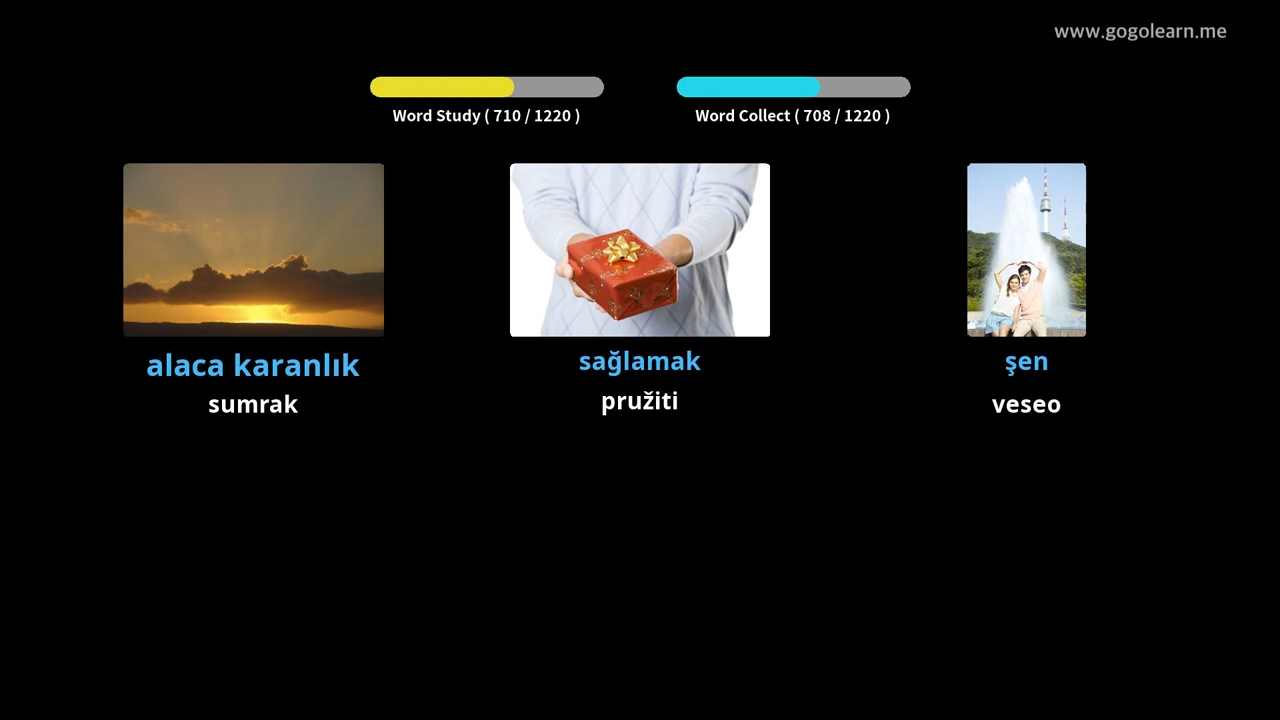 www.gogolearn.me
Word Study ( 710 / 1220 )
Word Collect ( 708 / 1220 )
alaca karanlık
sumrak
sağlamak
pružiti
şen
veseo